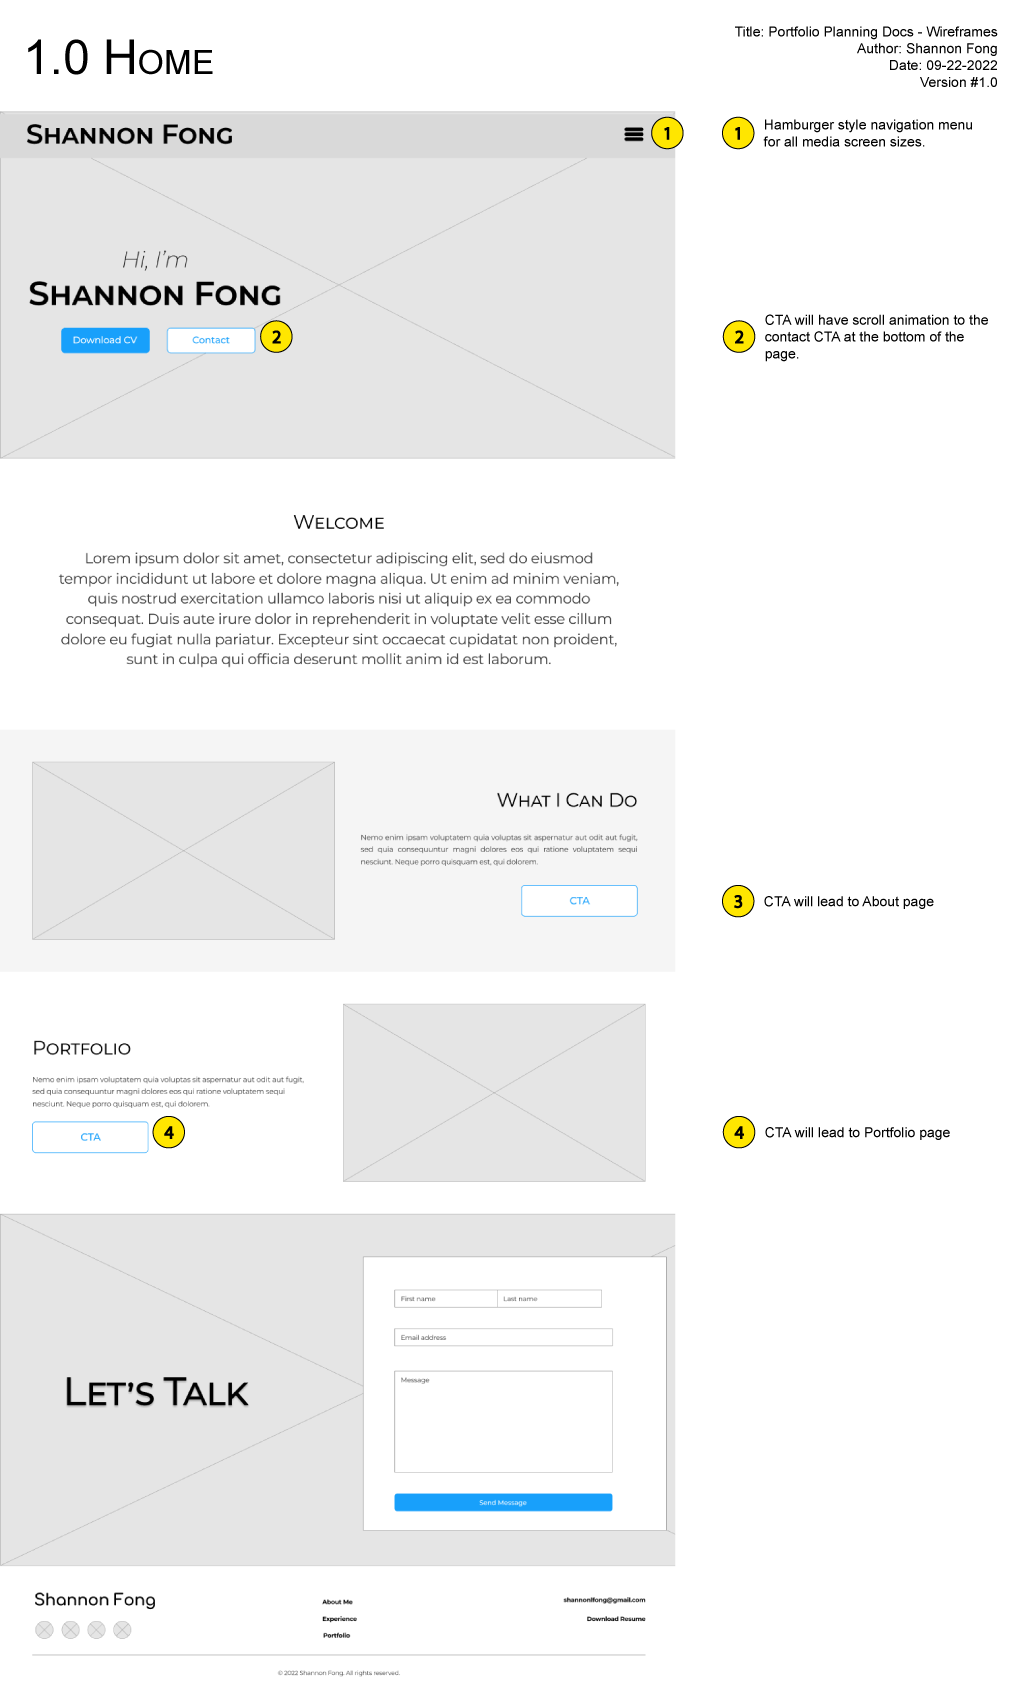 1.0 Home
Title: Portfolio Planning Docs - Wireframes
Author: Shannon Fong
Date: 09-22-2022
Version #1.0
Shannon Fong
1
1
Hamburger style navigation menu
for all media screen sizes.
Hi, I'm
Shannon Fong
Download CV
Contact
2
2
CTA will have scroll animation to the
contact CTA at the bottom of the
page.
Welcome
Lorem ipsum dolor sit amet, consectetur adipiscing elit, sed do eiusmod
tempor incididunt ut labore et dolore magna aliqua. Ut enim ad minim veniam,
quis nostrud exercitation ullamco laboris nisi ut aliquip ex ea commodo
consequat. Duis aute irure dolor in reprehenderit in voluptate velit esse cillum
dolore eu fugiat nulla pariatur. Excepteur sint occaecat cupidatat non proident,
sunt in culpa qui officia deserunt mollit anim id est laborum.
What I Can Do
Nemo enim ipsam voluptatem quia voluptas sit aspernatur aut odit aut fugit,
sed quia consequuntur magni dolores eos qui ratione voluptatem sequi
nesciunt. Neque porro quisquam est, qui dolorem.
CTA
3
CTA will lead to About page
Portfolio
Nemo enim ipsam voluptatem quia voluptas sit aspernatur aut odit aut fugit,
sed quia consequuntur magni dolores eos qui ratione voluptatem sequi
nesciunt. Neque porro quisquam est, qui dolorem.
CTA
4
4
CTA will lead to Portfolio page
Let's Talk
First name
Last name
Email address
Message
Send Message
Shannon Fong
About Me
Experience
Portfolio
shannonlfong@gmail.com
Download Resume
© 2022 Shannon Fong. All rights reserved.